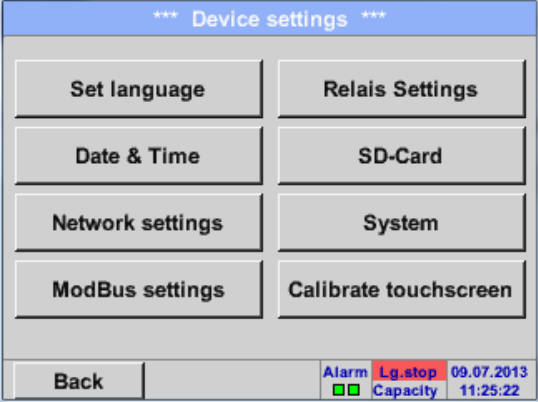 *** Device settings ***
Set language
Relais Settings
Date & Time
SD-Card
Network settings
System
ModBus settings
Calibrate touchscreen
Back
Alarm Lg.stop 09.07.2013
Capacity 11:25:22